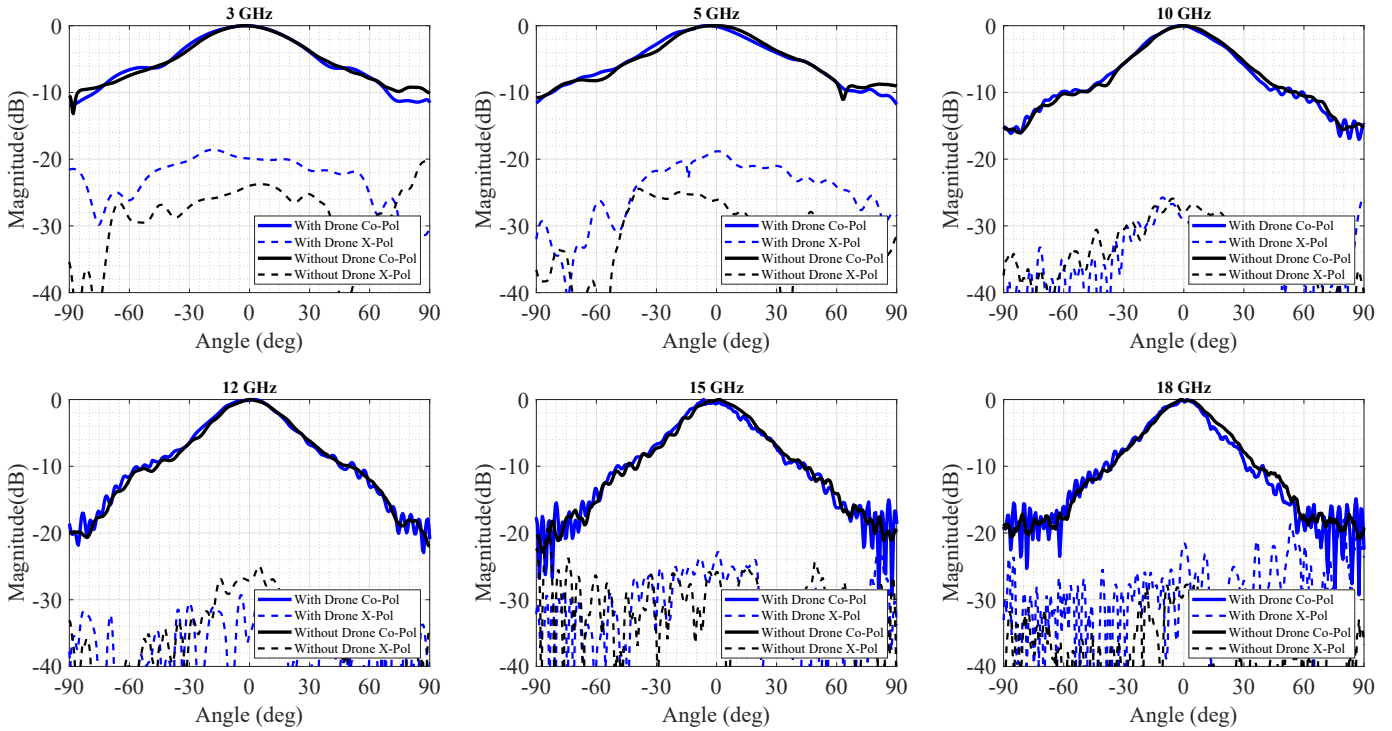 3 GHz
0
-10
-20
-30
-40
Magnitude(dB)
With Drone Co-Pol
With Drone X-Pol
Without Drone Co-Pol
Without Drone X-Pol
-90 -60 -30 0 30 60 90
Angle (deg)
5 GHz
0
-10
-20
-30
-40
Magnitude(dB)
With Drone Co-Pol
With Drone X-Pol
Without Drone Co-Pol
Without Drone X-Pol
-90 -60 -30 0 30 60 90
Angle (deg)
10 GHz
0
-10
-20
-30
-40
Magnitude(dB)
With Drone Co-Pol
With Drone X-Pol
Without Drone Co-Pol
Without Drone X-Pol
-90 -60 -30 0 30 60 90
Angle (deg)
12 GHz
0
-10
-20
-30
-40
Magnitude(dB)
With Drone Co-Pol
With Drone X-Pol
Without Drone Co-Pol
Without Drone X-Pol
-90 -60 -30 0 30 60 90
Angle (deg)
15 GHz
0
-10
-20
-30
-40
Magnitude(dB)
With Drone Co-Pol
With Drone X-Pol
Without Drone Co-Pol
Without Drone X-Pol
-90 -60 -30 0 30 60 90
Angle (deg)
18 GHz
0
-10
-20
-30
-40
Magnitude(dB)
With Drone Co-Pol
With Drone X-Pol
Without Drone Co-Pol
Without Drone X-Pol
-90 -60 -30 0 30 60 90
Angle (deg)